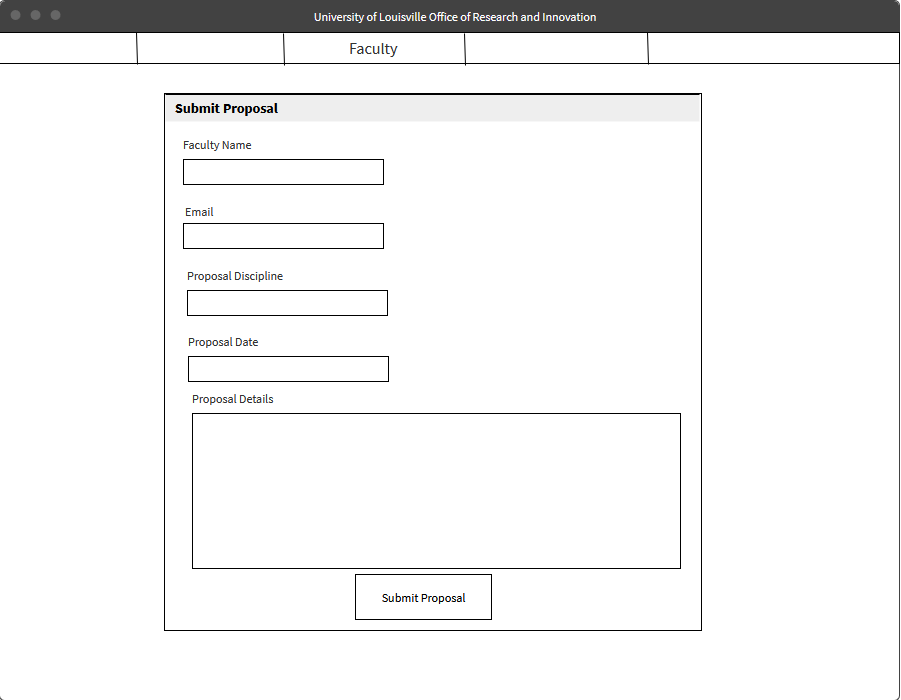 University of Louisville Office of Research and Innovation
Faculty
Submit Proposal
Faculty Name
Email
Proposal Discipline
Proposal Date
Proposal Details
Submit Proposal